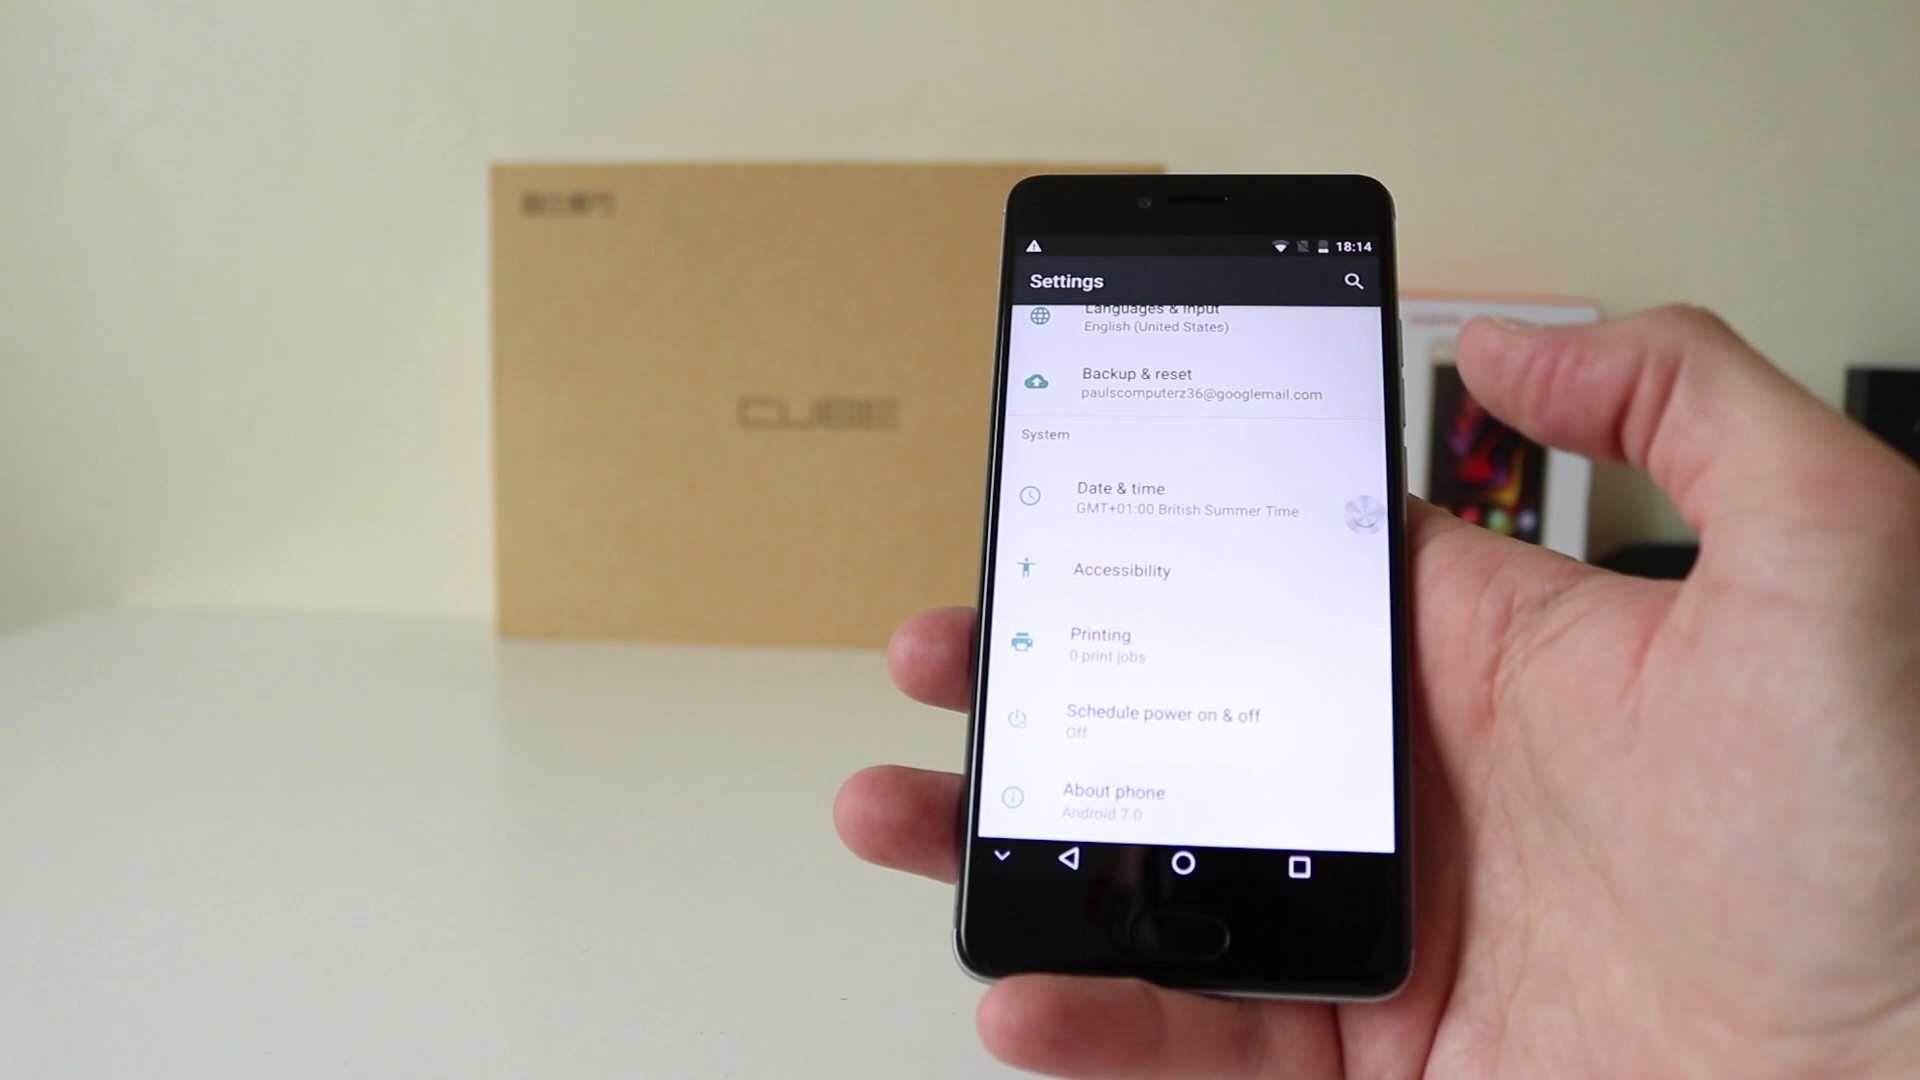 CUBE
18:14
Settings
Languages & input
English (United States)
Backup & reset
paulscomputerz36@googlemail.com
System
Date & time
GMT+01:00 British Summer Time
Accessibility
Printing
0 print jobs
Schedule power on & off
Off
About phone
Android 7.0